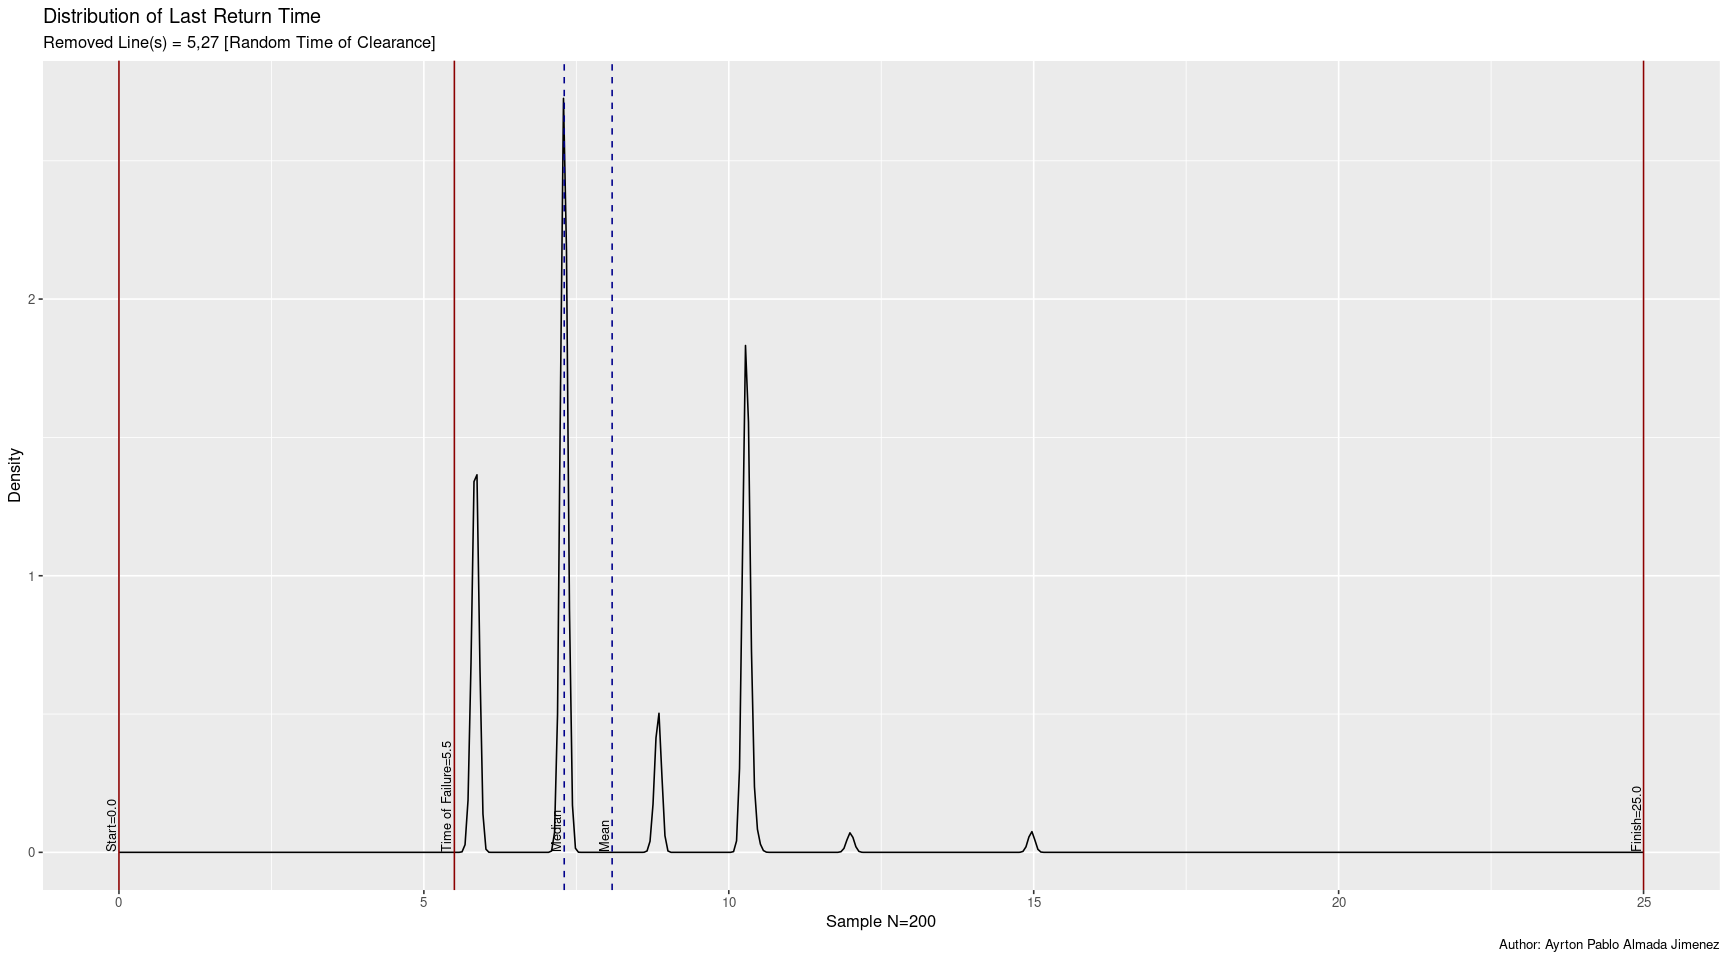 Distribution of Last Return Time
Removed Line(s) = 5,27 [Random Time of Clearance]
Density
2
1
0
Start=0.0
Time of Failure=5.5
Median
Mean
Finish=25.0
0
5
10
15
20
25
Sample N=200
Author: Ayrton Pablo Almada Jimenez